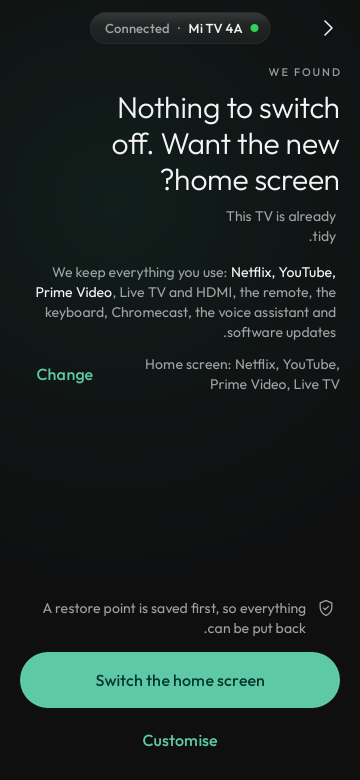 Connected · Mi TV 4A
WE FOUND
Nothing to switch
off. Want the new
?home screen
This TV is already
.tidy
We keep everything you use: Netflix, YouTube,
Prime Video, Live TV and HDMI, the remote, the
keyboard, Chromecast, the voice assistant and
.software updates
Home screen: Netflix, YouTube,
Prime Video, Live TV
Change
A restore point is saved first, so everything
.can be put back
Switch the home screen
Customise